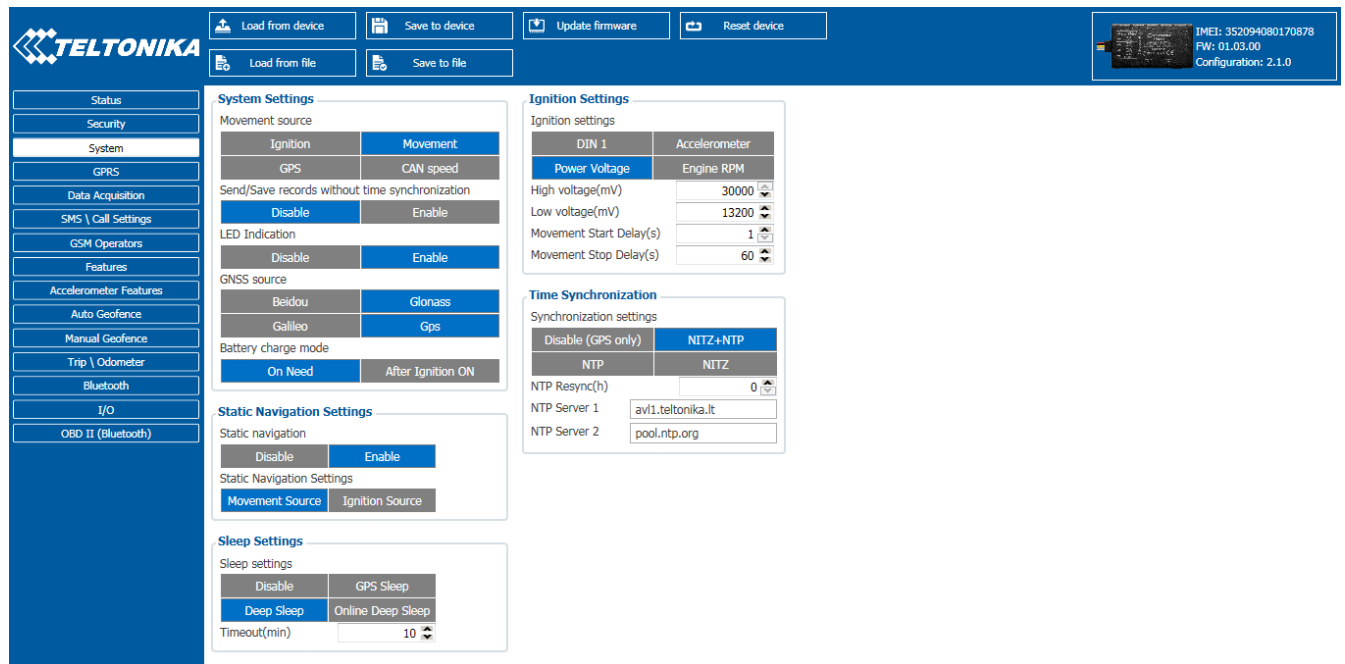 TELTONIKA
Load from device
Save to device
Update firmware
Reset device
Load from file
Save to file
IMEI: 352094080170878
FW: 01.03.00
Configuration: 2.1.0
Status
Security
System
GPRS
Data Acquisition
SMS \ Call Settings
GSM Operators
Features
Accelerometer Features
Auto Geofence
Manual Geofence
Trip \ Odometer
Bluetooth
I/O
OBD II (Bluetooth)
System Settings
Movement source
Ignition Movement
GPS CAN speed
Send/Save records without time synchronization
Disable Enable
LED Indication
Disable Enable
GNSS source
Beidou Glonass
Galileo Gps
Battery charge mode
On Need After Ignition ON
Static Navigation Settings
Static navigation
Disable Enable
Static Navigation Settings
Movement Source Ignition Source
Sleep Settings
Sleep settings
Disable GPS Sleep
Deep Sleep Online Deep Sleep
Timeout(min) 10
Ignition Settings
Ignition settings
DIN 1 Accelerometer
Power Voltage Engine RPM
High voltage(mV) 30000
Low voltage(mV) 13200
Movement Start Delay(s) 1
Movement Stop Delay(s) 60
Time Synchronization
Synchronization settings
Disable (GPS only) NITZ+NTP
NTP NITZ
NTP Resync(h) 0
NTP Server 1 avl1.teltonika.lt
NTP Server 2 pool.ntp.org